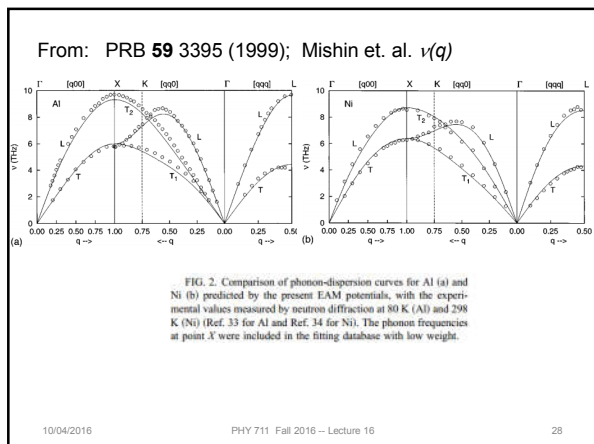 From: PRB 59 3395 (1999); Mishin et. al. ν(q)
Γ [q00] X K [qq0] Γ [qqq] L
Al
T2
L
L
L
T
T1
T
ν (THz)
10
8
6
4
2
0
0.00 0.25 0.50 0.75 1.00 0.75 0.50 0.25 0.00 0.25 0.50
(a) q --> <-- q q -->
Γ [q00] X K [qq0] Γ [qqq] L
Ni
T2
L
L
L
T
T1
T
ν (THz)
10
8
6
4
2
0
0.00 0.25 0.50 0.75 1.00 0.75 0.50 0.25 0.00 0.25 0.50
(b) q --> <-- q q -->
FIG. 2. Comparison of phonon-dispersion curves for Al (a) and
Ni (b) predicted by the present EAM potentials, with the experi-
mental values measured by neutron diffraction at 80 K (Al) and 298
K (Ni) (Ref. 33 for Al and Ref. 34 for Ni). The phonon frequencies
at point X were included in the fitting database with low weight.
10/04/2016 PHY 711 Fall 2016 -- Lecture 16 28